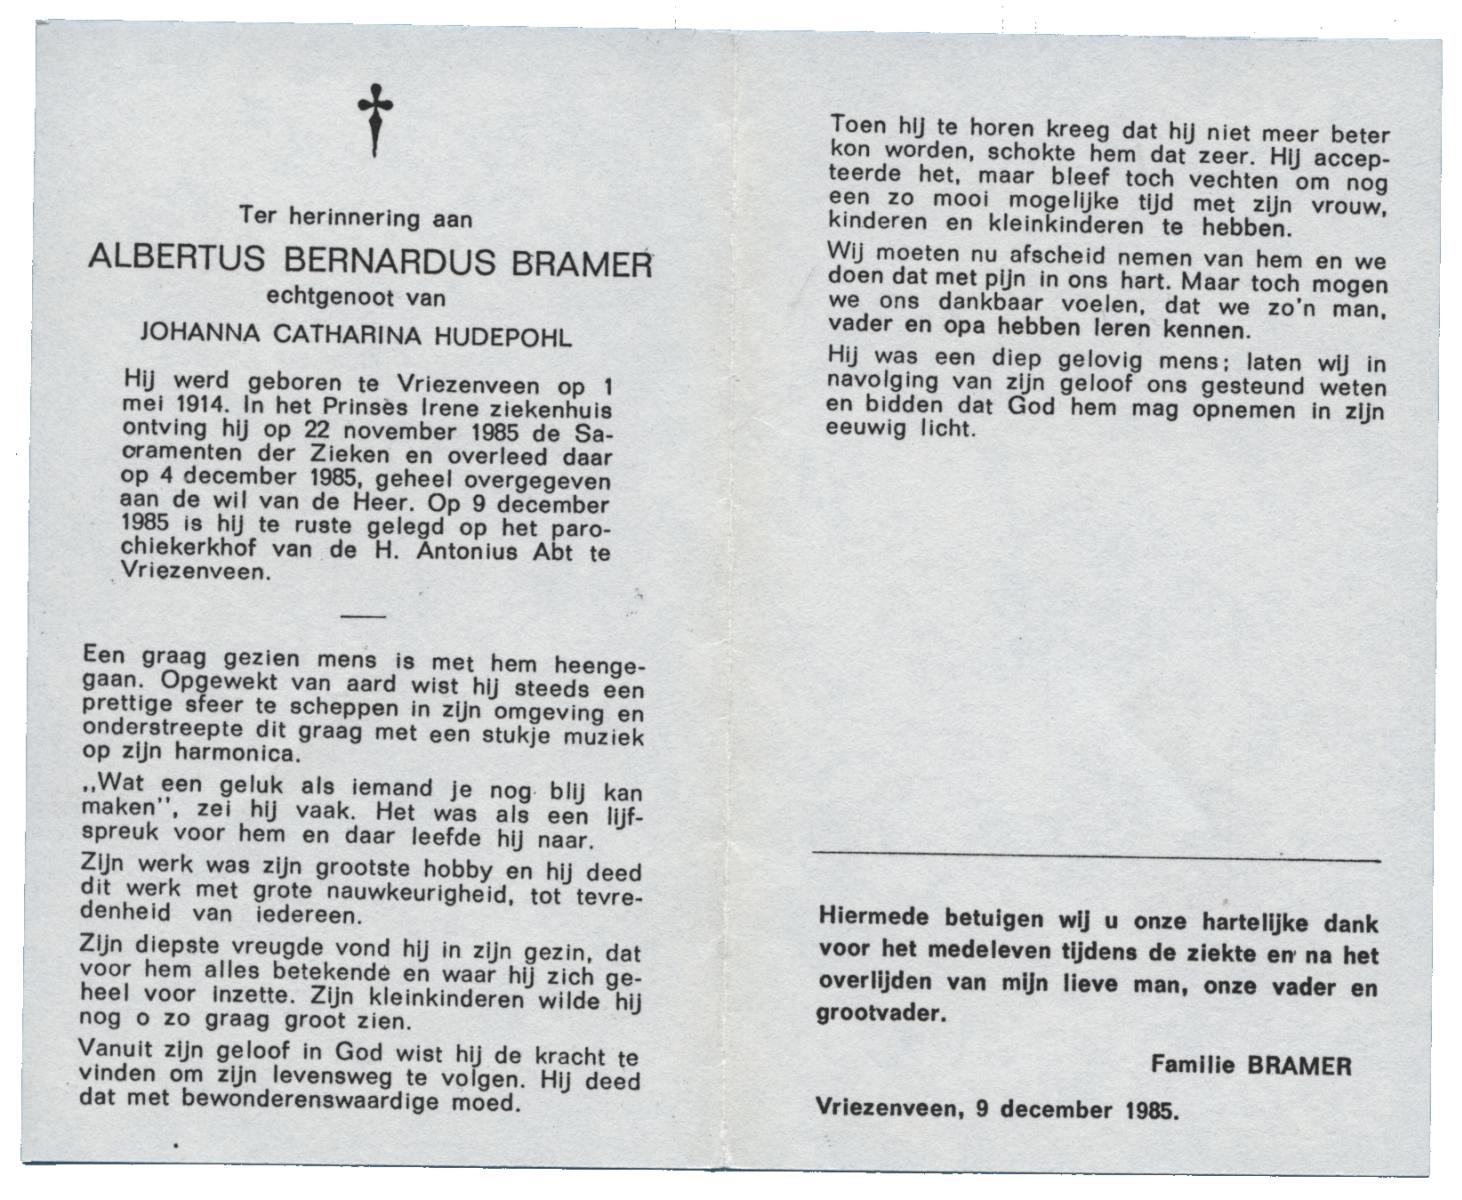 Ter herinnering aan
ALBERTUS BERNARDUS BRAMER
echtgenoot van
JOHANNA CATHARINA HUDEPOHL
Hij werd geboren te Vriezenveen op 1
mei 1914. In het Prinses Irene ziekenhuis
ontving hij op 22 november 1985 de Sa-
cramenten der Zieken en overleed daar
op 4 december 1985, geheel overgegeven
aan de wil van de Heer. Op 9 december
1985 is hij te ruste gelegd op het paro-
chiekerkhof van de H. Antonius Abt te
Vriezenveen.
Een graag gezien mens is met hem heenge-
gaan. Opgewekt van aard wist hij steeds een
prettige sfeer te scheppen in zijn omgeving en
onderstreepte dit graag met een stukje muziek
op zijn harmonica.
,,Wat een geluk als iemand je nog blij kan
maken'', zei hij vaak. Het was als een lijf-
spreuk voor hem en daar leefde hij naar.
Zijn werk was zijn grootste hobby en hij deed
dit werk met grote nauwkeurigheid, tot tevre-
denheid van iedereen.
Zijn diepste vreugde vond hij in zijn gezin, dat
voor hem alles betekende en waar hij zich ge-
heel voor inzette. Zijn kleinkinderen wilde hij
nog o zo graag groot zien.
Vanuit zijn geloof in God wist hij de kracht te
vinden om zijn levensweg te volgen. Hij deed
dat met bewonderenswaardige moed.
Toen hij te horen kreeg dat hij niet meer beter
kon worden, schokte hem dat zeer. Hij accep-
teerde het, maar bleef toch vechten om nog
een zo mooi mogelijke tijd met zijn vrouw,
kinderen en kleinkinderen te hebben.
Wij moeten nu afscheid nemen van hem en we
doen dat met pijn in ons hart. Maar toch mogen
we ons dankbaar voelen, dat we zo'n man,
vader en opa hebben leren kennen.
Hij was een diep gelovig mens; laten wij in
navolging van zijn geloof ons gesteund weten
en bidden dat God hem mag opnemen in zijn
eeuwig licht.
Hiermede betuigen wij u onze hartelijke dank
voor het medeleven tijdens de ziekte en na het
overlijden van mijn lieve man, onze vader en
grootvader.
Familie BRAMER
Vriezenveen, 9 december 1985.